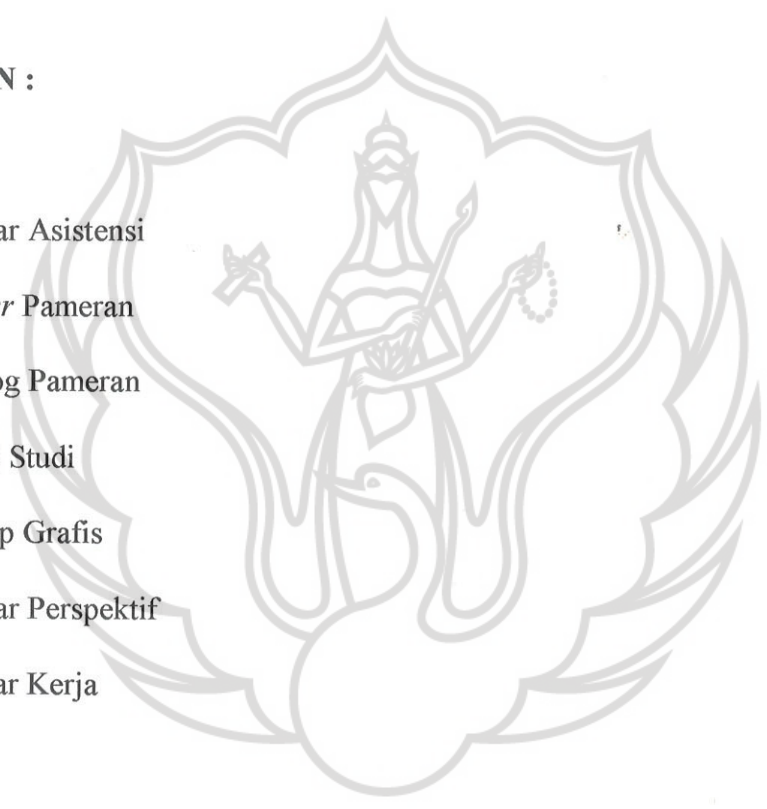 N :
ar Asistensi
r Pameran
og Pameran
Studi
p Grafis
ar Perspektif
ar Kerja